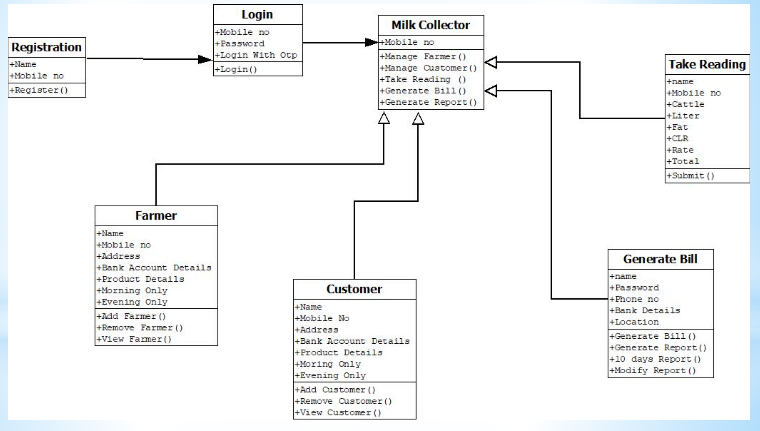 Registration
+Name
+Mobile no
+Register()
Login
+Mobile no
+Password
+Login With Otp
+Login()
Milk Collector
+Mobile no
+Manage Farmer()
+Manage Customer()
+Take Reading ()
+Generate Bill()
+Generate Report()
Take Reading
+name
+Mobile no
+Cattle
+Liter
+Fat
+CLR
+Rate
+Total
+Submit()
Farmer
+Name
+Mobile no
+Address
+Bank Account Details
+Product Details
+Morning Only
+Evening Only
+Add Farmer()
+Remove Farmer()
+View Farmer()
Customer
+Name
+Mobile No
+Address
+Bank Account Details
+Product Details
+Moring Only
+Evening Only
+Add Customer()
+Remove Customer()
+View Customer()
Generate Bill
+name
+Password
+Phone no
+Bank Details
+Location
+Generate Bill()
+Generate Report()
+10 days Report()
+Modify Report()